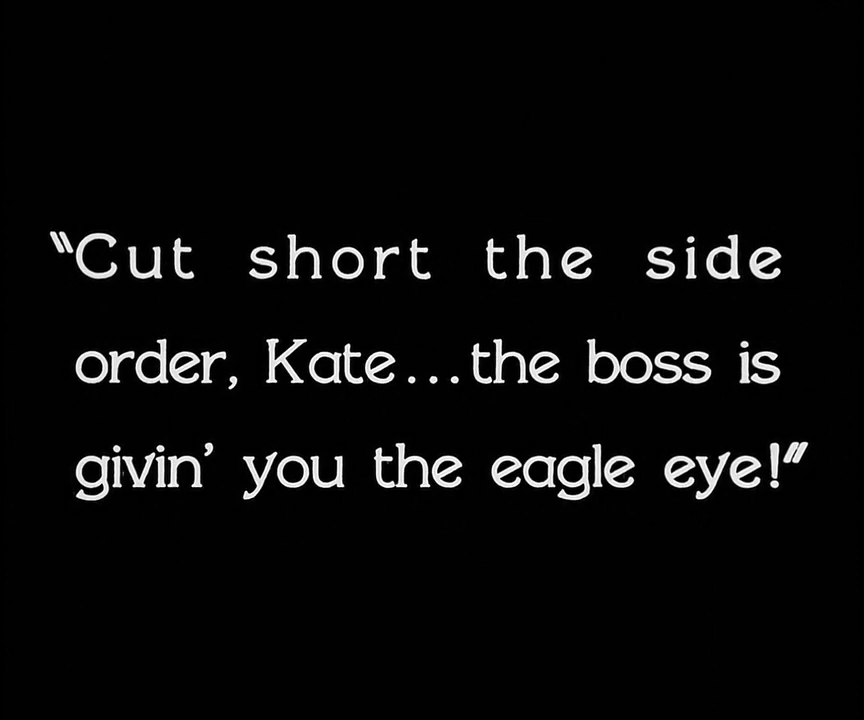 "Cut short the side
order, Kate...the boss is
givin' you the eagle eye!"